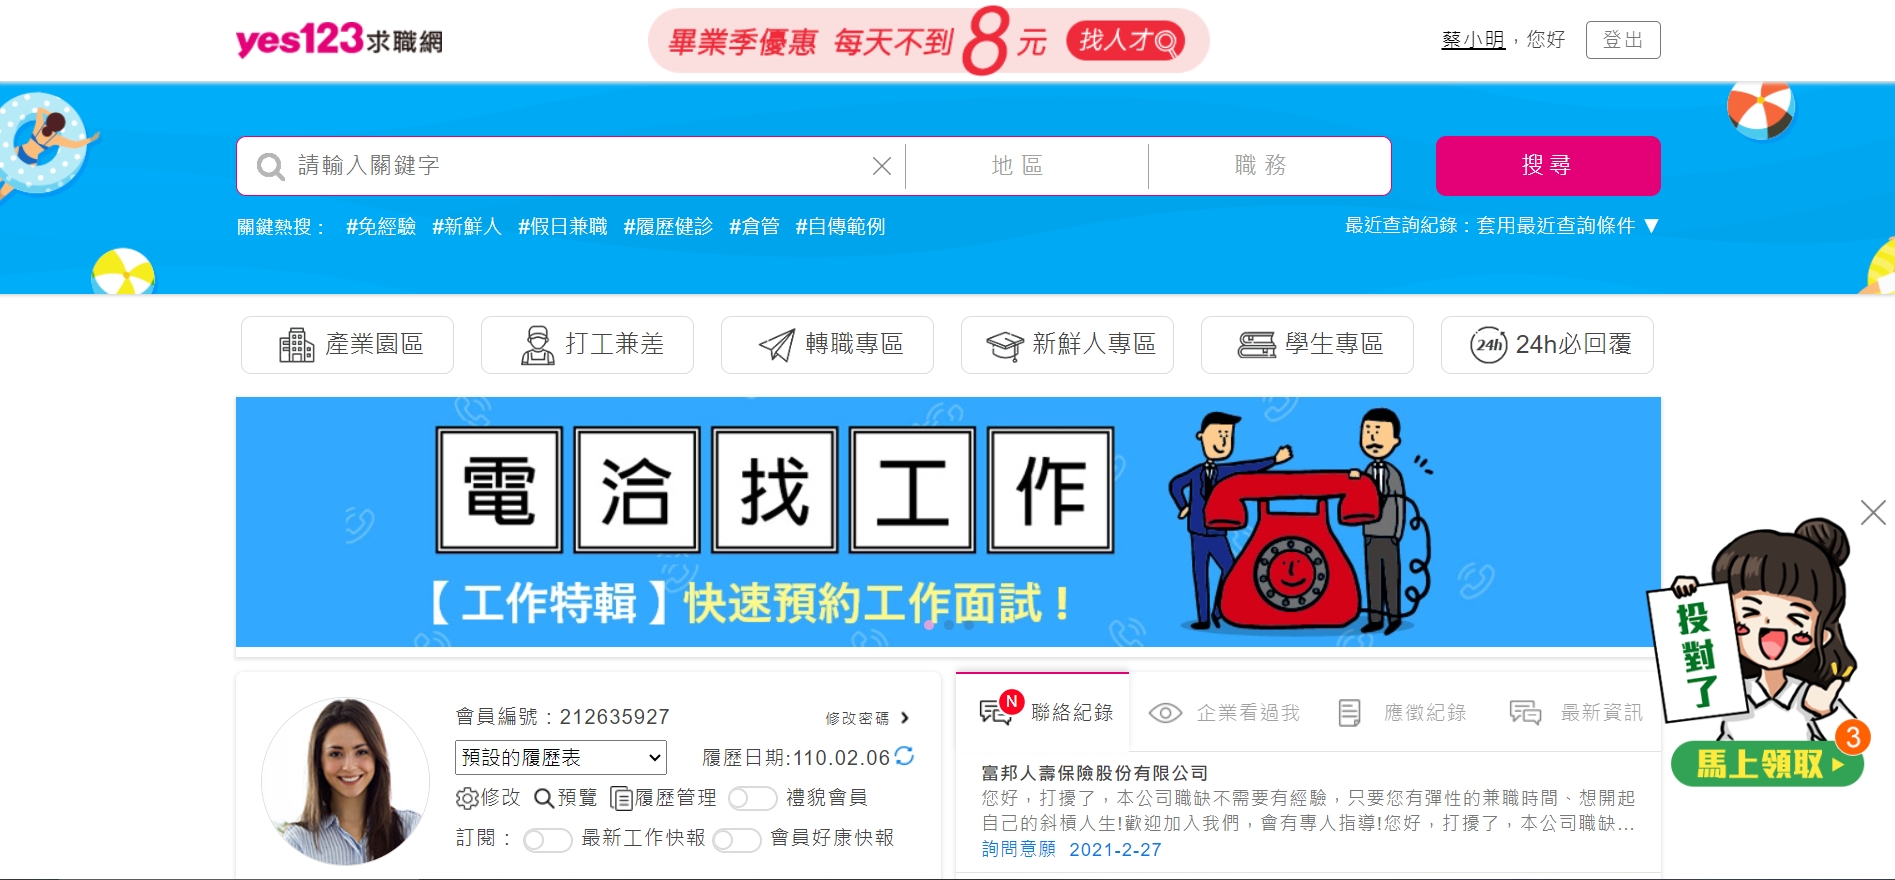 yes123求職網
畢業季優惠 每天不到8元 找人才
蔡小明，您好 登出
請輸入關鍵字 地區 職務 搜尋
關鍵熱搜： #免經驗 #新鮮人 #假日兼職 #履歷健診 #倉管 #自傳範例
最近查詢紀錄：套用最近查詢條件 ▼
產業園區 打工兼差 轉職專區 新鮮人專區 學生專區 24h 24h必回覆
電洽找工作
【工作特輯】快速預約工作面試！
投對了
3
馬上領取
會員編號：212635927 修改密碼
預設的履歷表 履歷日期:110.02.06
修改 預覽 履歷管理 禮貌會員
訂閱： 最新工作快報 會員好康快報
N 聯絡紀錄 企業看過我 應徵紀錄 最新資訊
富邦人壽保險股份有限公司
您好，打擾了，本公司職缺不需要有經驗，只要您有彈性的兼職時間、想開起
自己的斜槓人生!歡迎加入我們，會有專人指導!您好，打擾了，本公司職缺...
詢問意願 2021-2-27